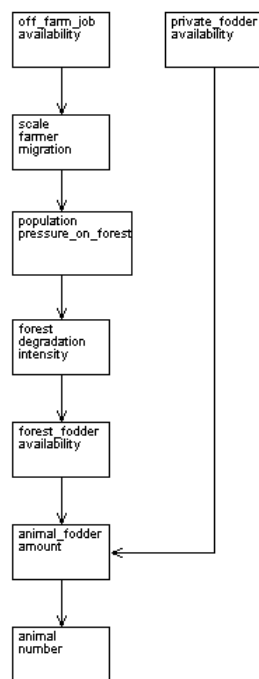 off_farm_job
availability
private_fodder
availability
scale
farmer
migration
population
pressure_on_forest
forest
degradation
intensity
forest_fodder
availability
animal_fodder
amount
animal
number